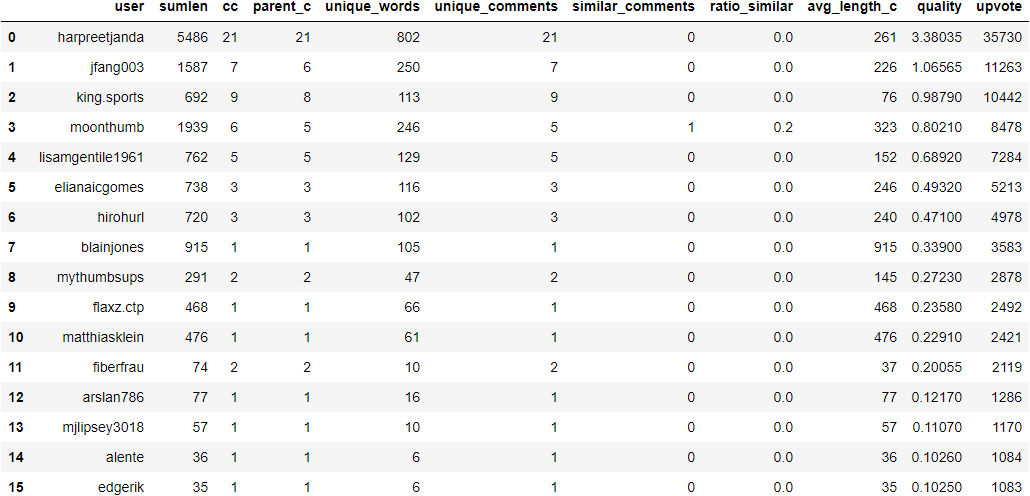 user sumlen cc parent_c unique_words unique_comments similar_comments ratio_similar avg_length_c quality upvote
0 harpreetjanda 5486 21 21 802 21 0 0.0 261 3.38035 35730
1 jfang003 1587 7 6 250 7 0 0.0 226 1.06565 11263
2 king.sports 692 9 8 113 9 0 0.0 76 0.98790 10442
3 moonthumb 1939 6 5 246 5 1 0.2 323 0.80210 8478
4 lisamgentile1961 762 5 5 129 5 0 0.0 152 0.68920 7284
5 elianaicgomes 738 3 3 116 3 0 0.0 246 0.49320 5213
6 hirohurl 720 3 3 102 3 0 0.0 240 0.47100 4978
7 blainjones 915 1 1 105 1 0 0.0 915 0.33900 3583
8 mythumbsups 291 2 2 47 2 0 0.0 145 0.27230 2878
9 flaxz.ctp 468 1 1 66 1 0 0.0 468 0.23580 2492
10 matthiasklein 476 1 1 61 1 0 0.0 476 0.22910 2421
11 fiberfrau 74 2 2 10 2 0 0.0 37 0.20055 2119
12 arslan786 77 1 1 16 1 0 0.0 77 0.12170 1286
13 mjlipsey3018 57 1 1 10 1 0 0.0 57 0.11070 1170
14 alente 36 1 1 6 1 0 0.0 36 0.10260 1084
15 edgerik 35 1 1 6 1 0 0.0 35 0.10250 1083